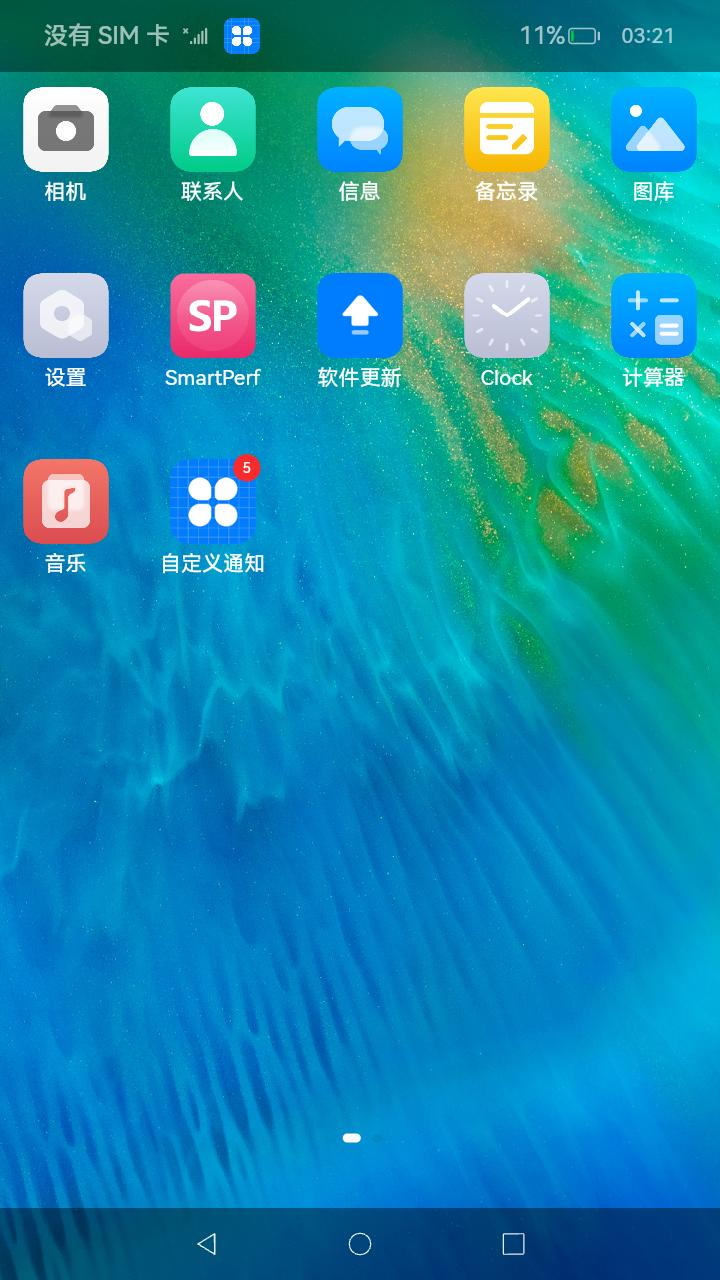 没有 SIM 卡 11% 03:21
相机 联系人 信息 备忘录 图库
SP
设置 SmartPerf 软件更新 Clock 计算器
5
音乐 自定义通知